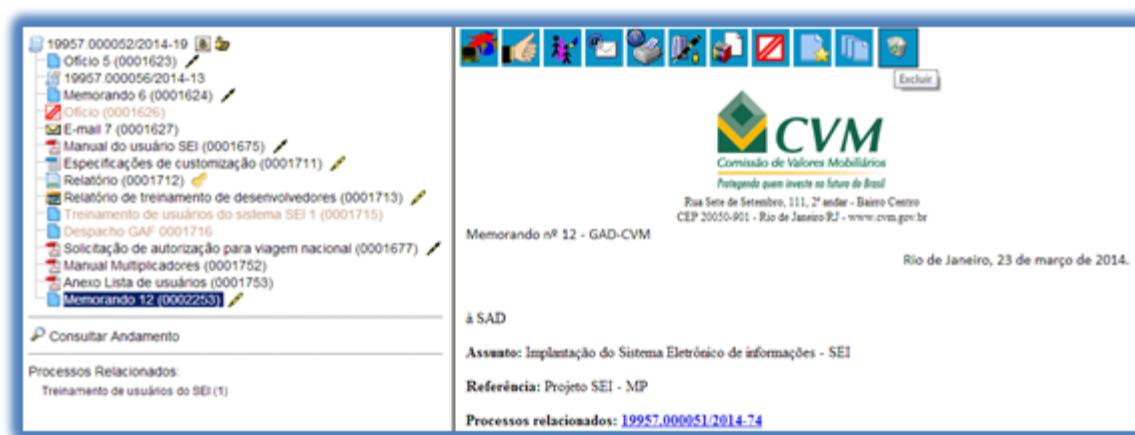 19957.000052/2014-19
Ofício 5 (0001623)
19957.000056/2014-13
Memorando 6 (0001624)
Ofício (0001626)
E-mail 7 (0001627)
Manual do usuário SEI (0001675)
Especificações de customização (0001711)
Relatório (0001712)
Relatório de treinamento de desenvolvedores (0001713)
Treinamento de usuários do sistema SEI 1 (0001715)
Despacho GAF 0001716
Solicitação de autorização para viagem nacional (0001677)
Manual Multiplicadores (0001752)
Anexo Lista de usuários (0001753)
Memorando 12 (0002253)
Consultar Andamento
Processos Relacionados:
Treinamento de usuários do SEI (1)
Excluir
CVM
Comissão de Valores Mobiliários
Protegendo quem investe no futuro do Brasil
Rua Sete de Setembro, 111, 2º andar - Bairro Centro
CEP 20050-901 - Rio de Janeiro RJ - www.cvm.gov.br
Memorando nº 12 - GAD-CVM
Rio de Janeiro, 23 de março de 2014.
à SAD
Assunto: Implantação do Sistema Eletrônico de informações - SEI
Referência: Projeto SEI - MP
Processos relacionados: 19957.000051/2014-74